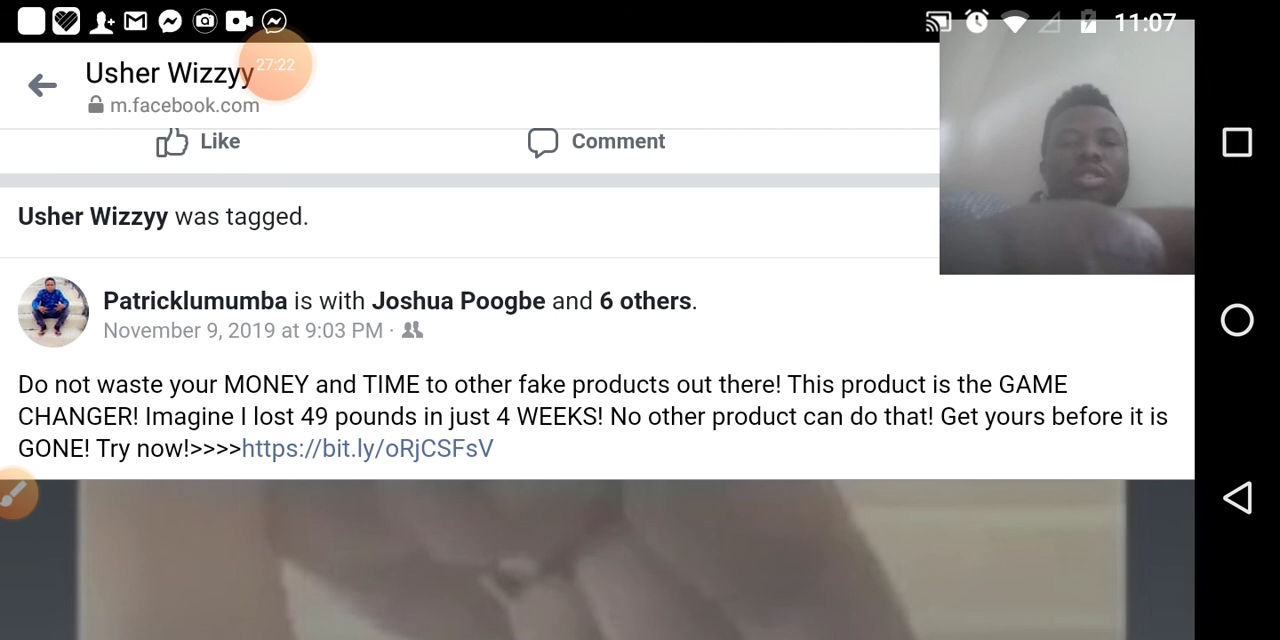 11:07
Usher Wizzyy
27:22
m.facebook.com
Like
Comment
Usher Wizzyy was tagged.
Patricklumumba is with Joshua Poogbe and 6 others.
November 9, 2019 at 9:03 PM ·
Do not waste your MONEY and TIME to other fake products out there! This product is the GAME
CHANGER! Imagine I lost 49 pounds in just 4 WEEKS! No other product can do that! Get yours before it is
GONE! Try now!>>>>https://bit.ly/oRjCSFsV